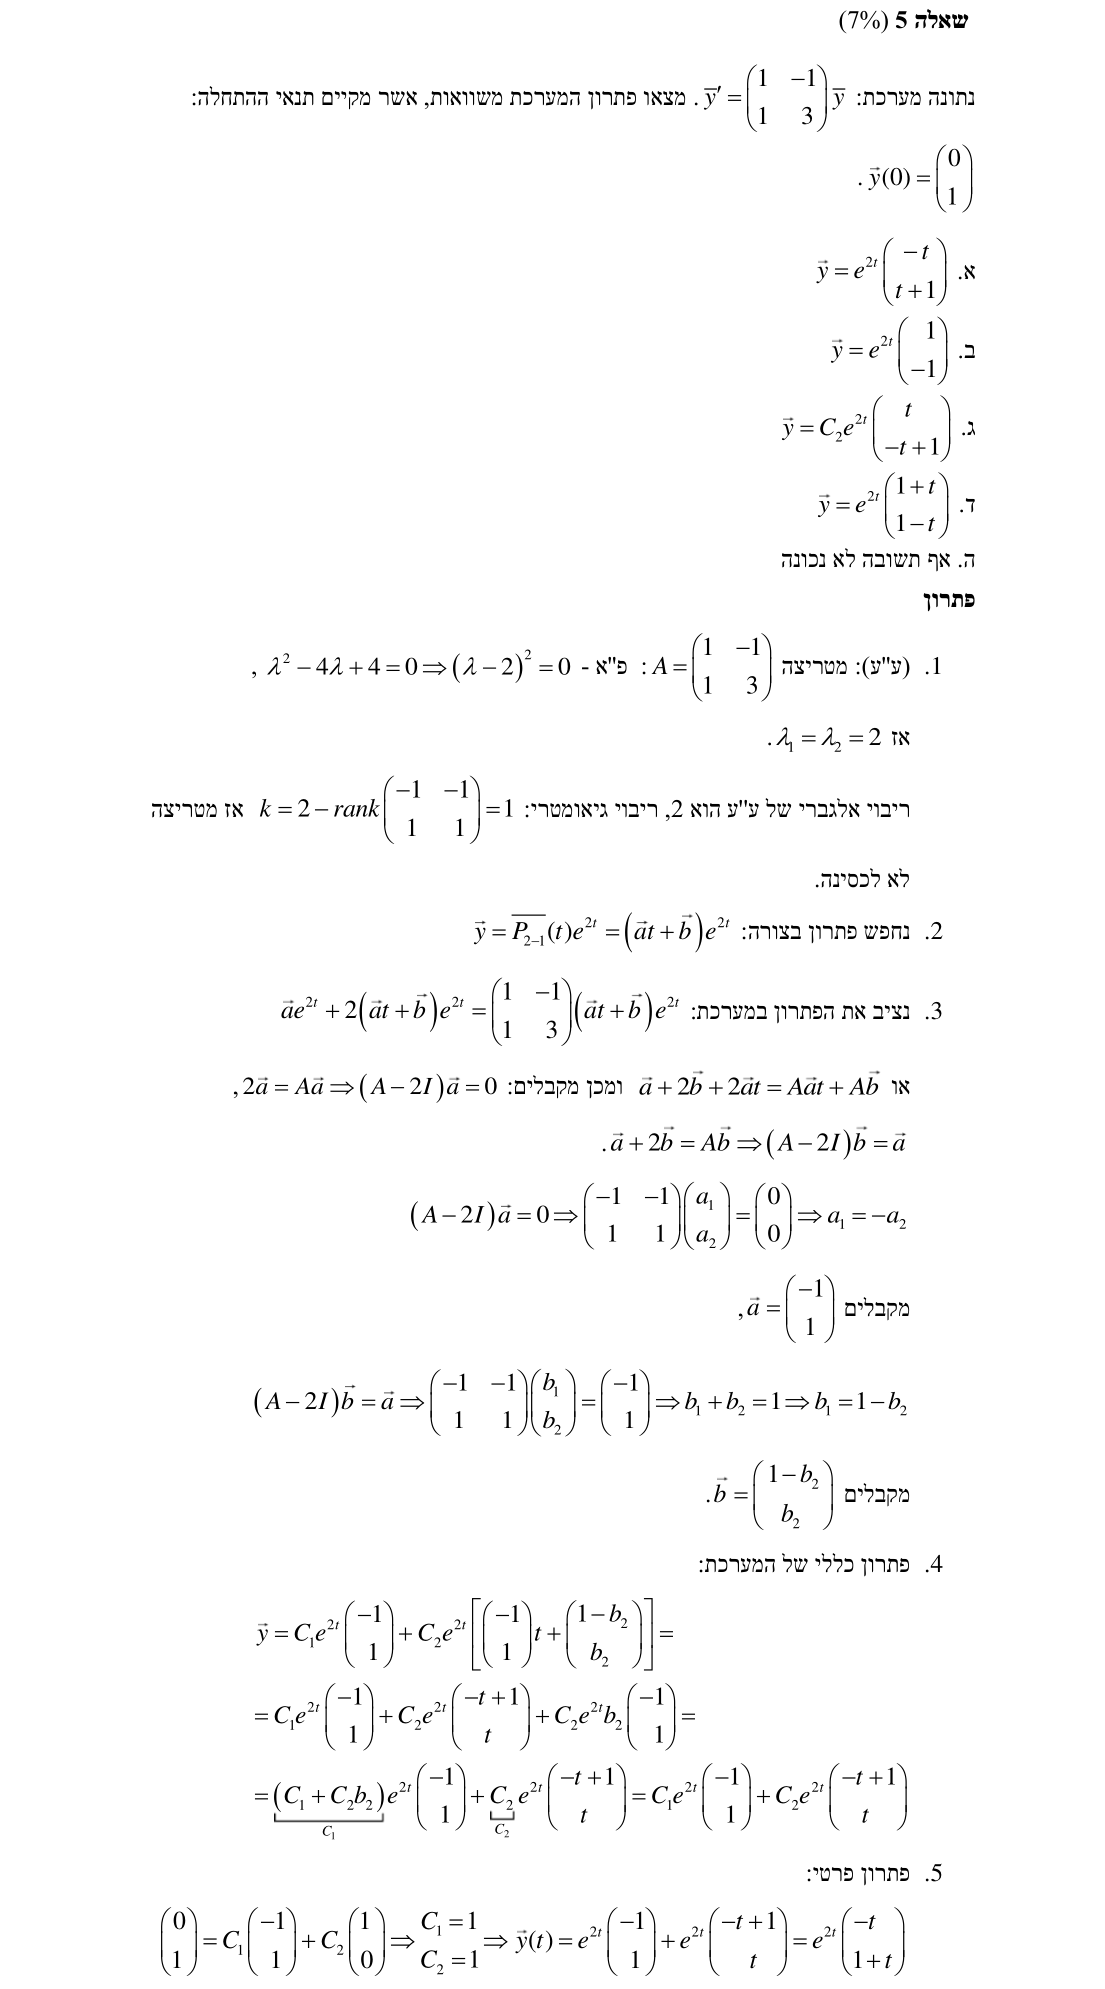 שאלה 5 (7%)
נתונה מערכת: $\overline{y}' = \begin{pmatrix} 1 & -1 \\ 1 & 3 \end{pmatrix} \overline{y}$ . מצאו פתרון המערכת משוואות, אשר מקיים תנאי ההתחלה:
$\vec{y}(0) = \begin{pmatrix} 0 \\ 1 \end{pmatrix}$ .
א. $\vec{y} = e^{2t} \begin{pmatrix} -t \\ t+1 \end{pmatrix}$
ב. $\vec{y} = e^{2t} \begin{pmatrix} 1 \\ -1 \end{pmatrix}$
ג. $\vec{y} = C_2 e^{2t} \begin{pmatrix} t \\ -t+1 \end{pmatrix}$
ד. $\vec{y} = e^{2t} \begin{pmatrix} 1+t \\ 1-t \end{pmatrix}$
ה. אף תשובה לא נכונה
פתרון
1. (ע"ע): מטריצה $A = \begin{pmatrix} 1 & -1 \\ 1 & 3 \end{pmatrix}$ : פ"א - $\lambda^2 - 4\lambda + 4 = 0 \Rightarrow (\lambda - 2)^2 = 0$ ,
אז $\lambda_1 = \lambda_2 = 2$ .
ריבוי אלגברי של ע"ע הוא 2, ריבוי גיאומטרי: $k = 2 - rank \begin{pmatrix} -1 & -1 \\ 1 & 1 \end{pmatrix} = 1$ אז מטריצה
לא לכסינה.
2. נחפש פתרון בצורה: $\vec{y} = \overline{P_{2-1}}(t) e^{2t} = (\vec{a}t + \vec{b}) e^{2t}$
3. נציב את הפתרון במערכת: $\vec{a}e^{2t} + 2(\vec{a}t + \vec{b}) e^{2t} = \begin{pmatrix} 1 & -1 \\ 1 & 3 \end{pmatrix} (\vec{a}t + \vec{b}) e^{2t}$
או $\vec{a} + 2\vec{b} + 2\vec{a}t = A\vec{a}t + A\vec{b}$ ומכן מקבלים: $2\vec{a} = A\vec{a} \Rightarrow (A - 2I)\vec{a} = 0$ ,
$\vec{a} + 2\vec{b} = A\vec{b} \Rightarrow (A - 2I)\vec{b} = \vec{a}$ .
$(A - 2I)\vec{a} = 0 \Rightarrow \begin{pmatrix} -1 & -1 \\ 1 & 1 \end{pmatrix} \begin{pmatrix} a_1 \\ a_2 \end{pmatrix} = \begin{pmatrix} 0 \\ 0 \end{pmatrix} \Rightarrow a_1 = -a_2$
מקבלים $\vec{a} = \begin{pmatrix} -1 \\ 1 \end{pmatrix}$ ,
$(A - 2I)\vec{b} = \vec{a} \Rightarrow \begin{pmatrix} -1 & -1 \\ 1 & 1 \end{pmatrix} \begin{pmatrix} b_1 \\ b_2 \end{pmatrix} = \begin{pmatrix} -1 \\ 1 \end{pmatrix} \Rightarrow b_1 + b_2 = 1 \Rightarrow b_1 = 1 - b_2$
מקבלים $\vec{b} = \begin{pmatrix} 1 - b_2 \\ b_2 \end{pmatrix}$ .
4. פתרון כללי של המערכת:
$\vec{y} = C_1 e^{2t} \begin{pmatrix} -1 \\ 1 \end{pmatrix} + C_2 e^{2t} \left[ \begin{pmatrix} -1 \\ 1 \end{pmatrix} t + \begin{pmatrix} 1 - b_2 \\ b_2 \end{pmatrix} \right] =$
$= C_1 e^{2t} \begin{pmatrix} -1 \\ 1 \end{pmatrix} + C_2 e^{2t} \begin{pmatrix} -t+1 \\ t \end{pmatrix} + C_2 e^{2t} b_2 \begin{pmatrix} -1 \\ 1 \end{pmatrix} =$
$= \underbrace{(C_1 + C_2 b_2)}_{C_1} e^{2t} \begin{pmatrix} -1 \\ 1 \end{pmatrix} + \underbrace{C_2}_{C_2} e^{2t} \begin{pmatrix} -t+1 \\ t \end{pmatrix} = C_1 e^{2t} \begin{pmatrix} -1 \\ 1 \end{pmatrix} + C_2 e^{2t} \begin{pmatrix} -t+1 \\ t \end{pmatrix}$
5. פתרון פרטי:
$\begin{pmatrix} 0 \\ 1 \end{pmatrix} = C_1 \begin{pmatrix} -1 \\ 1 \end{pmatrix} + C_2 \begin{pmatrix} 1 \\ 0 \end{pmatrix} \Rightarrow \begin{matrix} C_1 = 1 \\ C_2 = 1 \end{matrix} \Rightarrow \vec{y}(t) = e^{2t} \begin{pmatrix} -1 \\ 1 \end{pmatrix} + e^{2t} \begin{pmatrix} -t+1 \\ t \end{pmatrix} = e^{2t} \begin{pmatrix} -t \\ 1+t \end{pmatrix}$